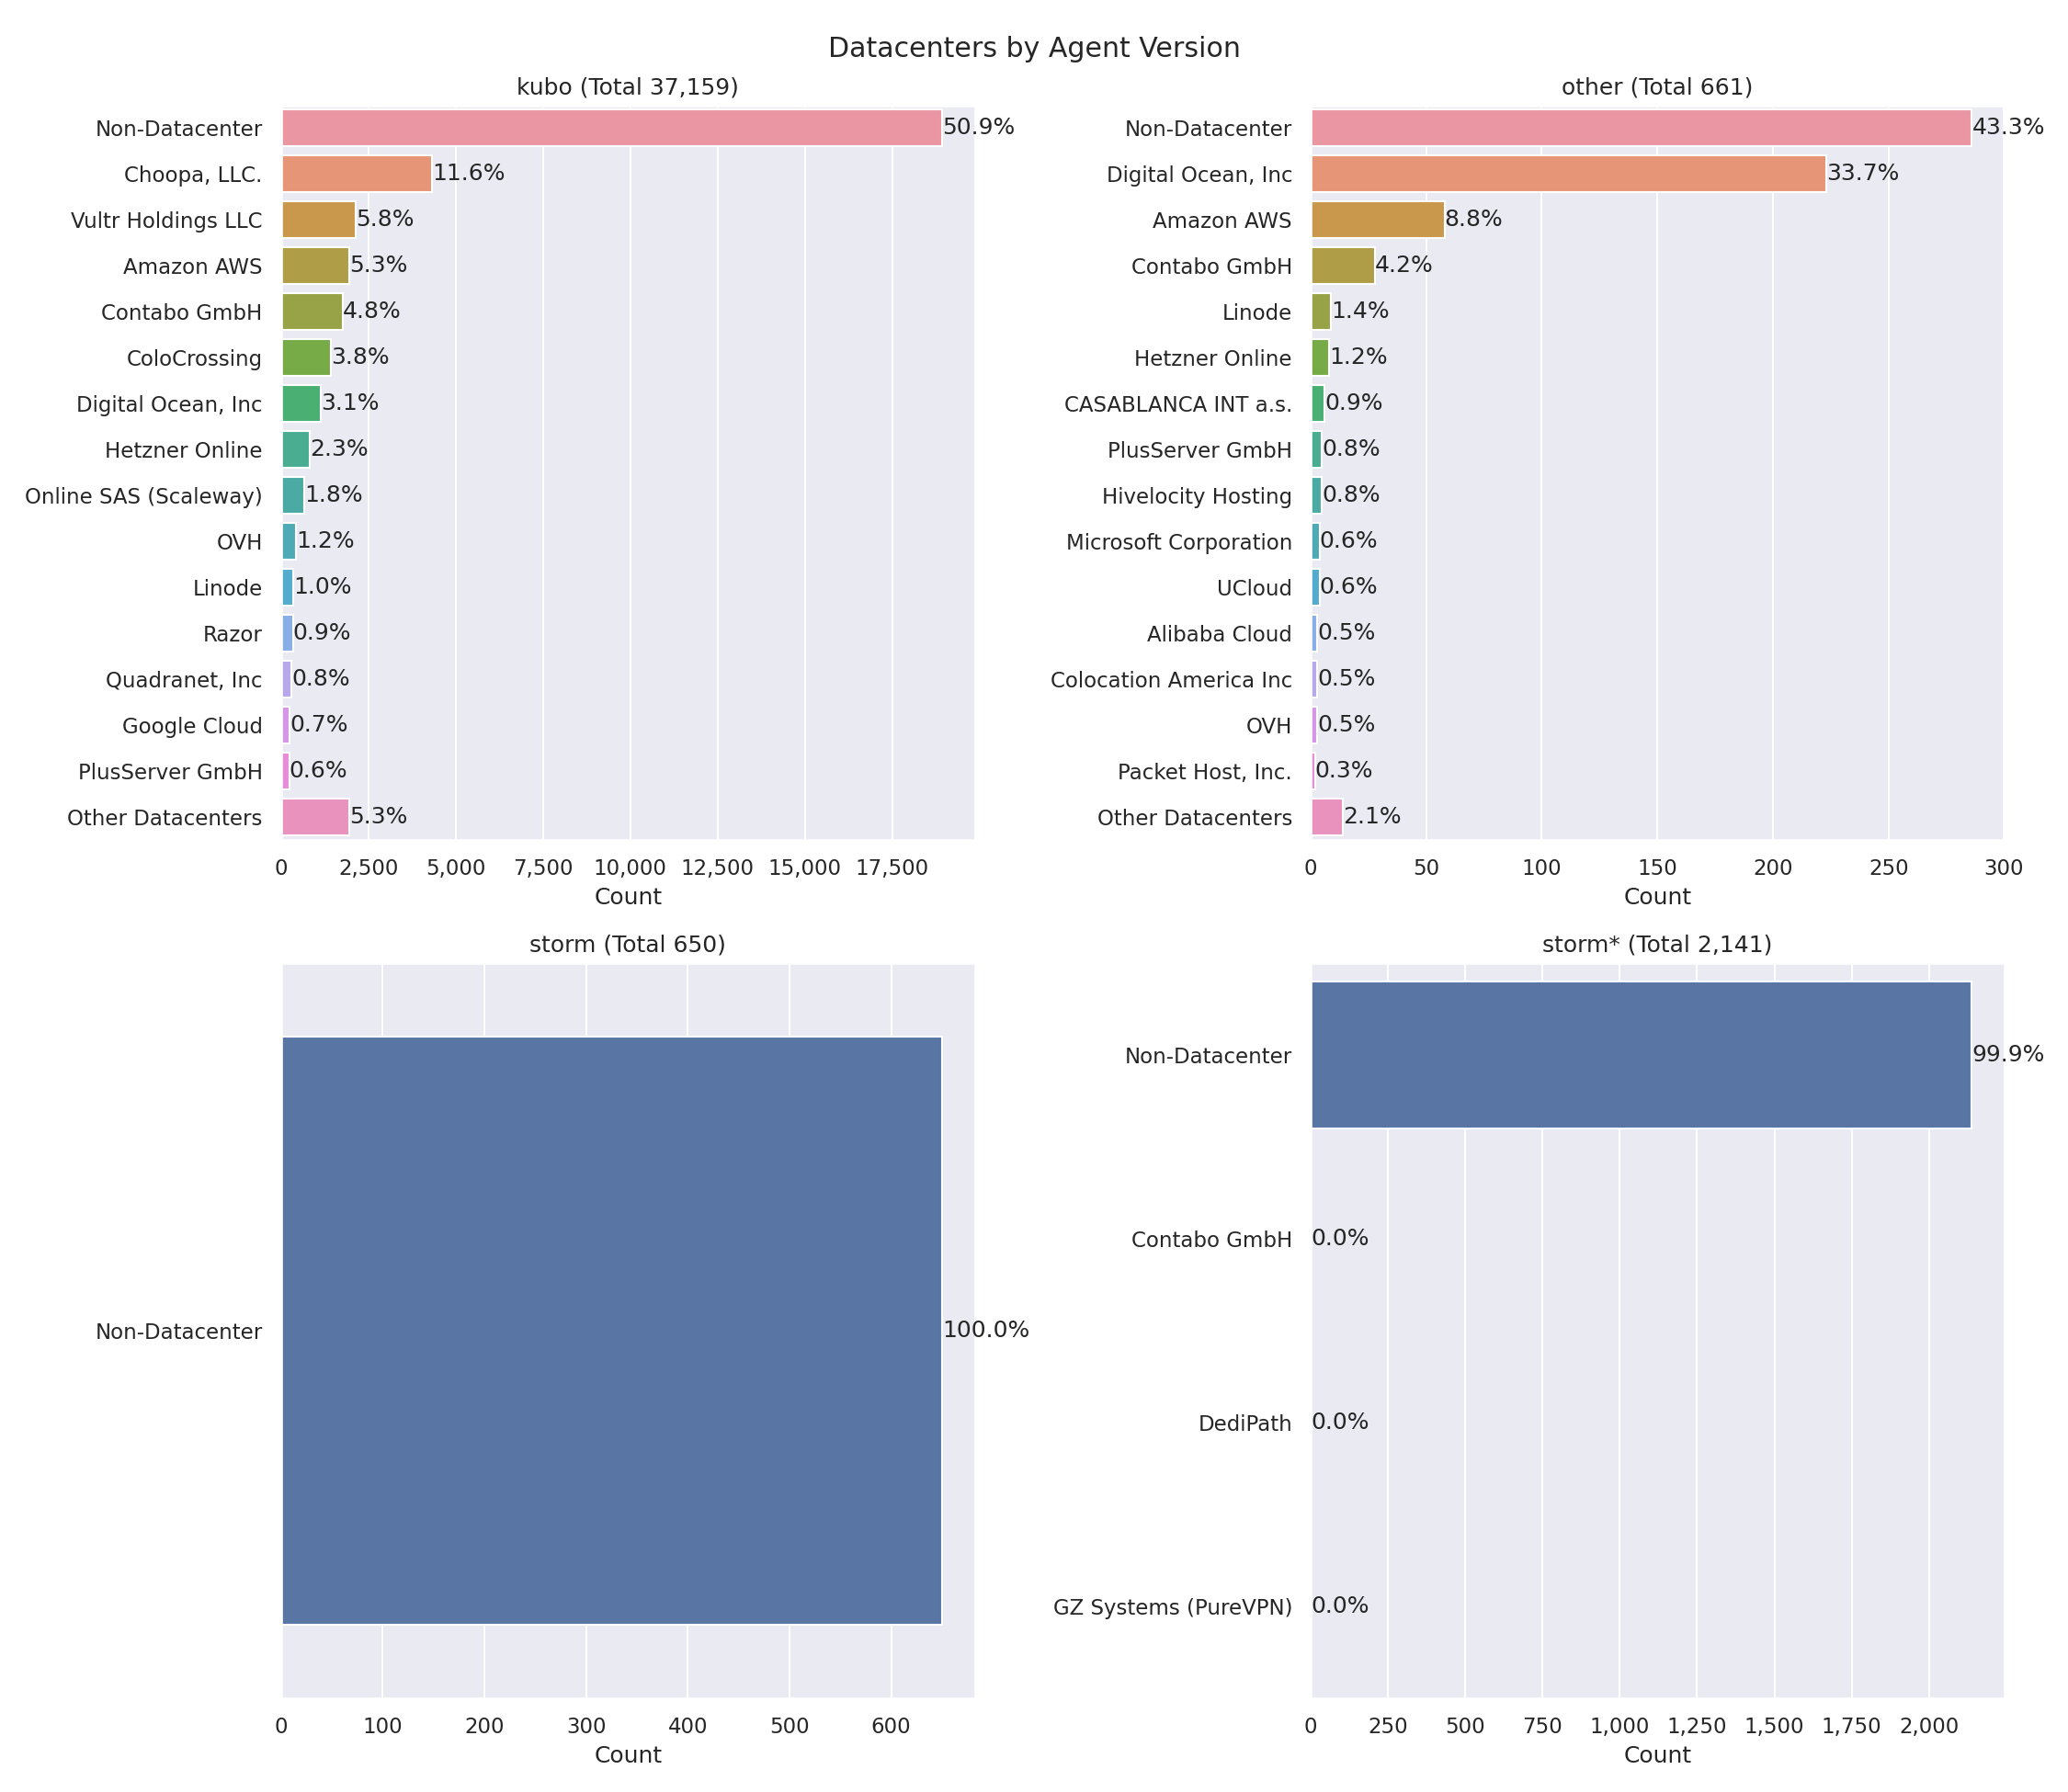 Datacenters by Agent Version
kubo (Total 37,159)
Non-Datacenter 50.9%
Choopa, LLC. 11.6%
Vultr Holdings LLC 5.8%
Amazon AWS 5.3%
Contabo GmbH 4.8%
ColoCrossing 3.8%
Digital Ocean, Inc 3.1%
Hetzner Online 2.3%
Online SAS (Scaleway) 1.8%
OVH 1.2%
Linode 1.0%
Razor 0.9%
Quadranet, Inc 0.8%
Google Cloud 0.7%
PlusServer GmbH 0.6%
Other Datacenters 5.3%
0 2,500 5,000 7,500 10,000 12,500 15,000 17,500
Count
other (Total 661)
Non-Datacenter 43.3%
Digital Ocean, Inc 33.7%
Amazon AWS 8.8%
Contabo GmbH 4.2%
Linode 1.4%
Hetzner Online 1.2%
CASABLANCA INT a.s. 0.9%
PlusServer GmbH 0.8%
Hivelocity Hosting 0.8%
Microsoft Corporation 0.6%
UCloud 0.6%
Alibaba Cloud 0.5%
Colocation America Inc 0.5%
OVH 0.5%
Packet Host, Inc. 0.3%
Other Datacenters 2.1%
0 50 100 150 200 250 300
Count
storm (Total 650)
Non-Datacenter 100.0%
0 100 200 300 400 500 600
Count
storm* (Total 2,141)
Non-Datacenter 99.9%
Contabo GmbH 0.0%
DediPath 0.0%
GZ Systems (PureVPN) 0.0%
0 250 500 750 1,000 1,250 1,500 1,750 2,000
Count